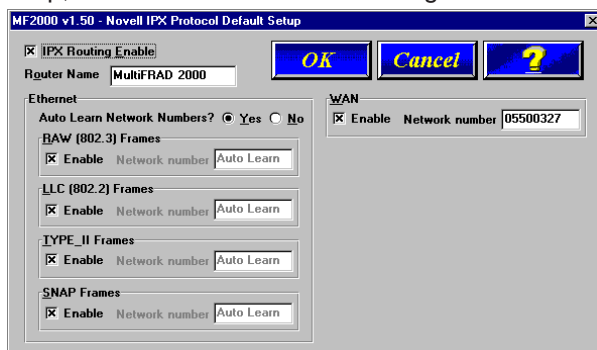 MF2000 v1.50 - Novell IPX Protocol Default Setup
IPX Routing Enable
Router Name MultiFRAD 2000
OK Cancel ?
Ethernet
Auto Learn Network Numbers? Yes No
RAW (802.3) Frames
Enable Network number Auto Learn
LLC (802.2) Frames
Enable Network number Auto Learn
TYPE_II Frames
Enable Network number Auto Learn
SNAP Frames
Enable Network number Auto Learn
WAN
Enable Network number 05500327